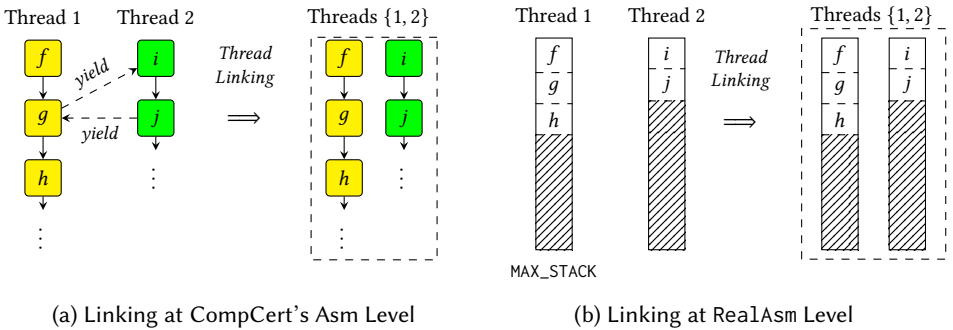 Thread 1
Thread 2
Threads {1, 2}
f
i
f
i
yield
Thread
Linking
g
j
g
j
yield
⟹
h
⋮
h
⋮
⋮
⋮
(a) Linking at CompCert's Asm Level
Thread 1
Thread 2
Threads {1, 2}
f
i
f
i
g
j
Thread
Linking
g
j
h
⟹
h
MAX_STACK
(b) Linking at RealAsm Level